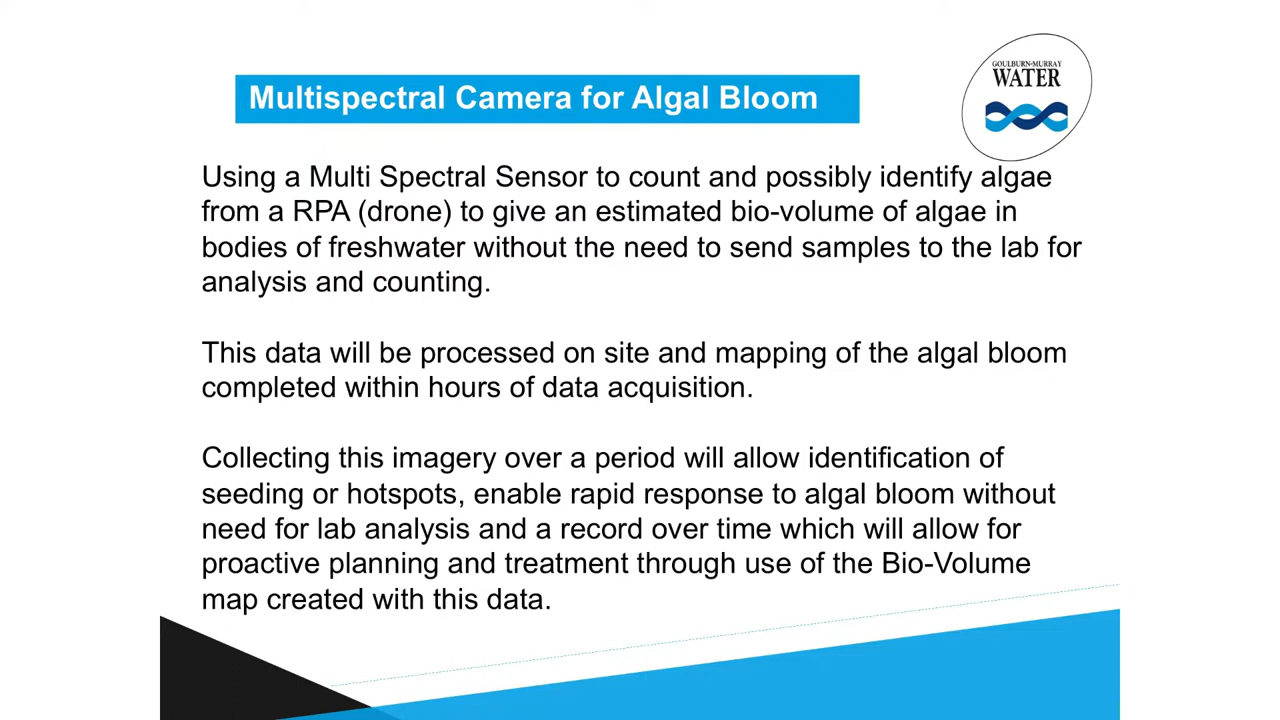 GOULBURN-MURRAY
WATER
Multispectral Camera for Algal Bloom
Using a Multi Spectral Sensor to count and possibly identify algae
from a RPA (drone) to give an estimated bio-volume of algae in
bodies of freshwater without the need to send samples to the lab for
analysis and counting.
This data will be processed on site and mapping of the algal bloom
completed within hours of data acquisition.
Collecting this imagery over a period will allow identification of
seeding or hotspots, enable rapid response to algal bloom without
need for lab analysis and a record over time which will allow for
proactive planning and treatment through use of the Bio-Volume
map created with this data.